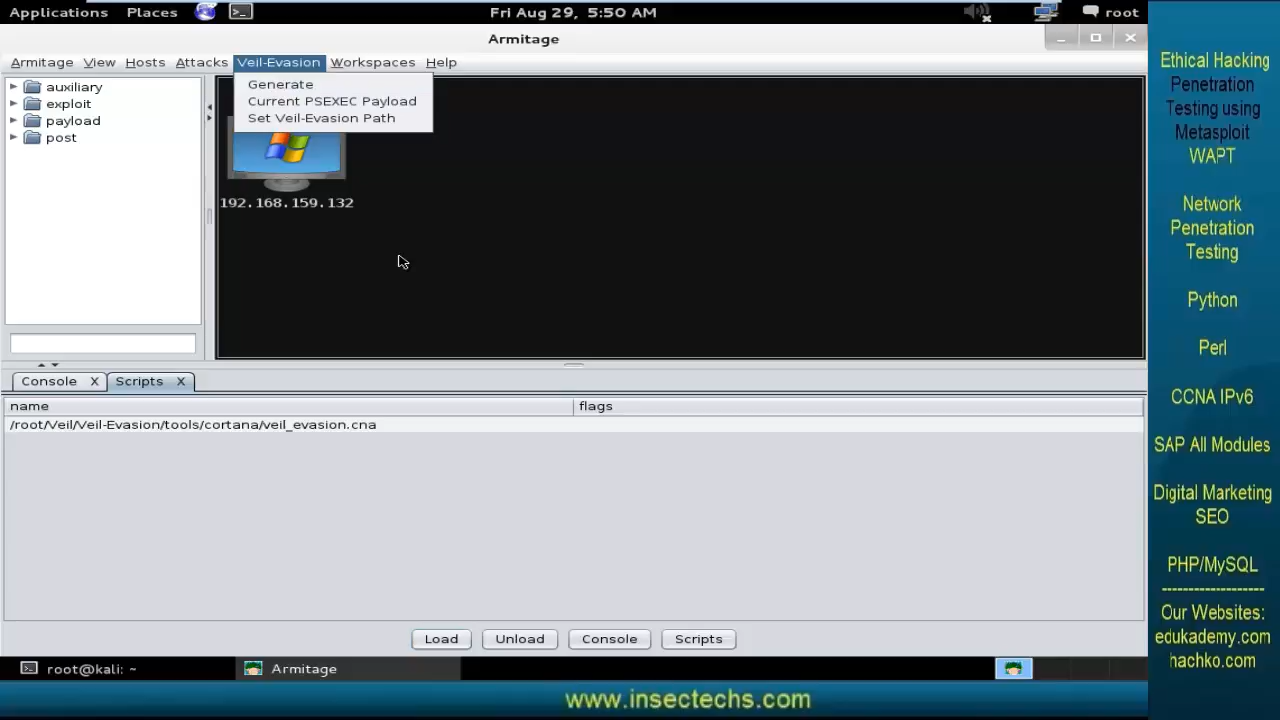 Applications Places Fri Aug 29, 5:50 AM root
Armitage
Armitage View Hosts Attacks Veil-Evasion Workspaces Help
Generate
Current PSEXEC Payload
Set Veil-Evasion Path
auxiliary
exploit
payload
post
192.168.159.132
Console X Scripts X
name flags
/root/Veil/Veil-Evasion/tools/cortana/veil_evasion.cna
Load Unload Console Scripts
root@kali: ~ Armitage
www.insectechs.com
Ethical Hacking
Penetration
Testing using
Metasploit
WAPT
Network
Penetration
Testing
Python
Perl
CCNA IPv6
SAP All Modules
Digital Marketing
SEO
PHP/MySQL
-------------------
Our Websites:
edukademy.com
hachko.com